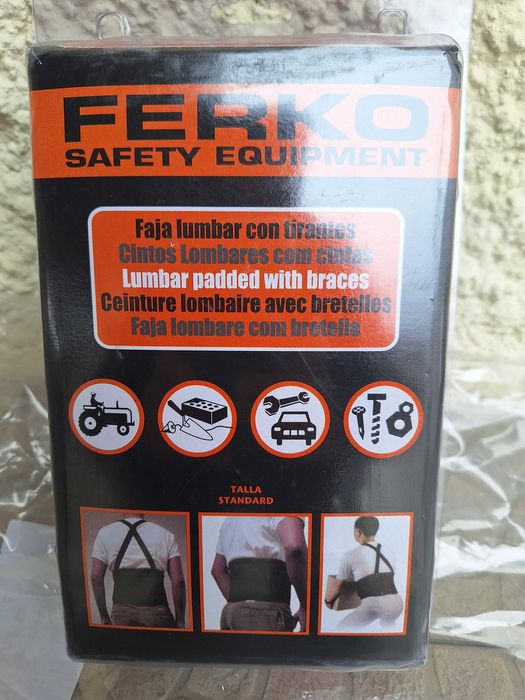 FERKO
SAFETY EQUIPMENT
Faja lumbar con tirantes
Cintos Lombares com cintas
Lumbar padded with braces
Ceinture lombaire avec bretelles
Faja lombare com bretelle
TALLA
STANDARD